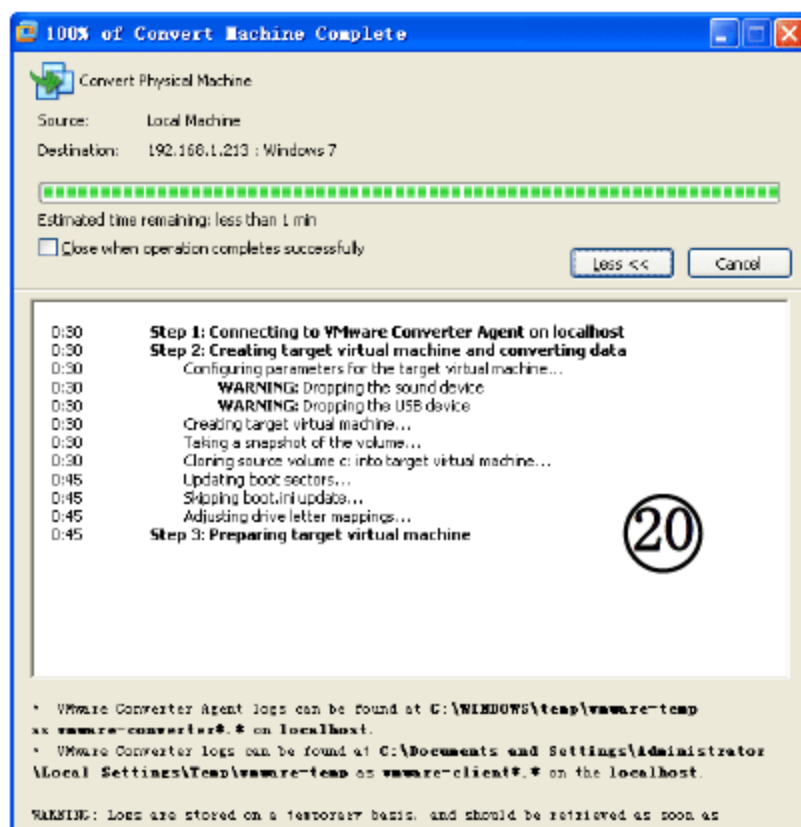 100% of Convert Machine Complete
Convert Physical Machine
Source: Local Machine
Destination: 192.168.1.213 : Windows 7
Estimated time remaining: less than 1 min
Close when operation completes successfully
Less <<
Cancel
0:30 Step 1: Connecting to VMware Converter Agent on localhost
0:30 Step 2: Creating target virtual machine and converting data
0:30 Configuring parameters for the target virtual machine...
0:30 WARNING: Dropping the sound device
0:30 WARNING: Dropping the USB device
0:30 Creating target virtual machine...
0:30 Taking a snapshot of the volume...
0:30 Cloning source volume c: into target virtual machine...
0:45 Updating boot sectors...
0:45 Skipping boot.ini update...
0:45 Adjusting drive letter mappings...
0:45 Step 3: Preparing target virtual machine
20
* VMware Converter Agent logs can be found at C:\WINDOWS\temp\vmware-temp
as vmware-converter*.* on localhost.
* VMware Converter logs can be found at C:\Documents and Settings\Administrator
\Local Settings\Temp\vmware-temp as vmware-client*.* on the localhost.
WARNING: Logs are stored on a temporary basis, and should be retrieved as soon as